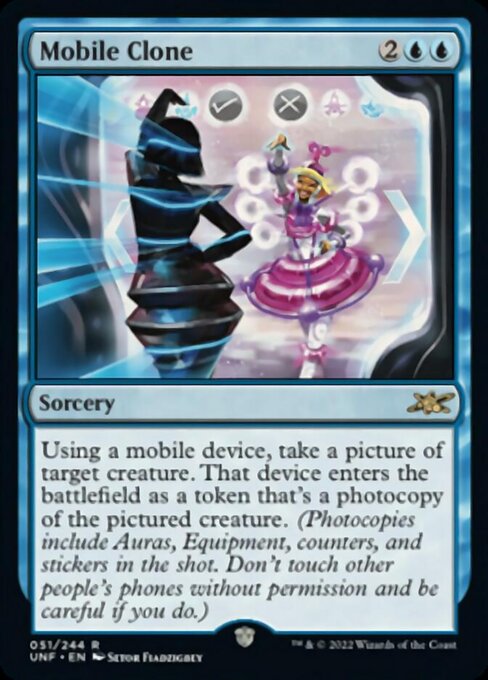 Mobile Clone 2
Sorcery
Using a mobile device, take a picture of
target creature. That device enters the
battlefield as a token that's a photocopy
of the pictured creature. (Photocopies
include Auras, Equipment, counters, and
stickers in the shot. Don't touch other
people's phones without permission and be
careful if you do.)
051/244 R
UNF • EN Setor Fiadzigbey
™ & © 2022 Wizards of the Coast